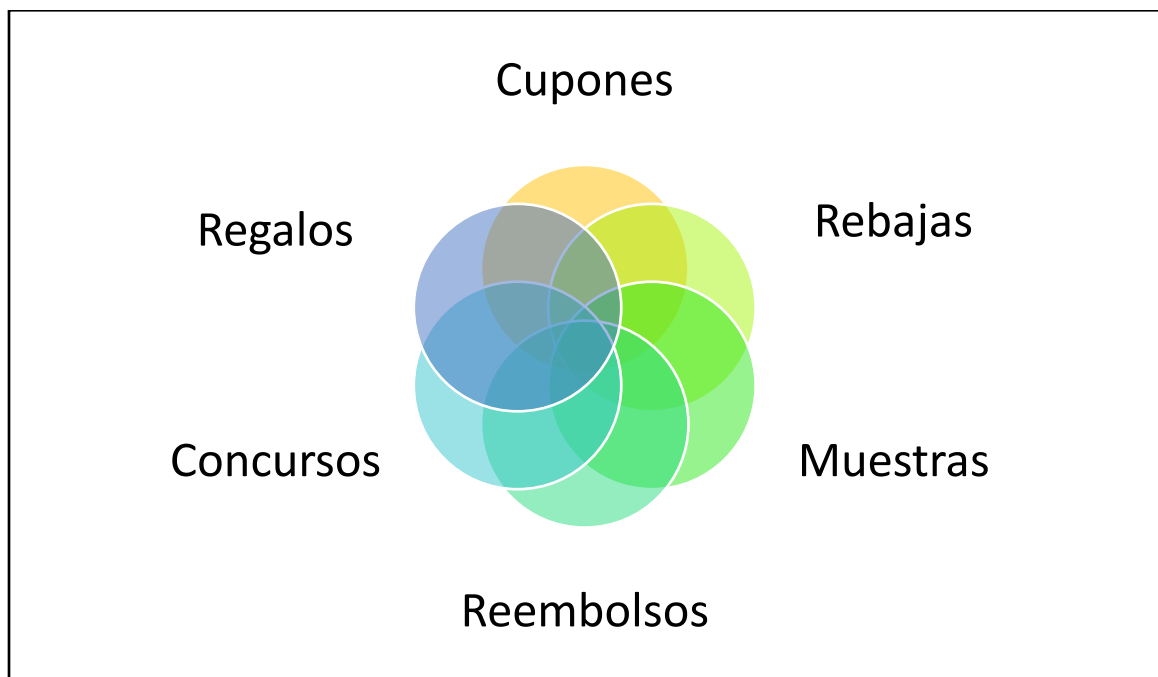 Cupones
Rebajas
Regalos
Concursos
Muestras
Reembolsos